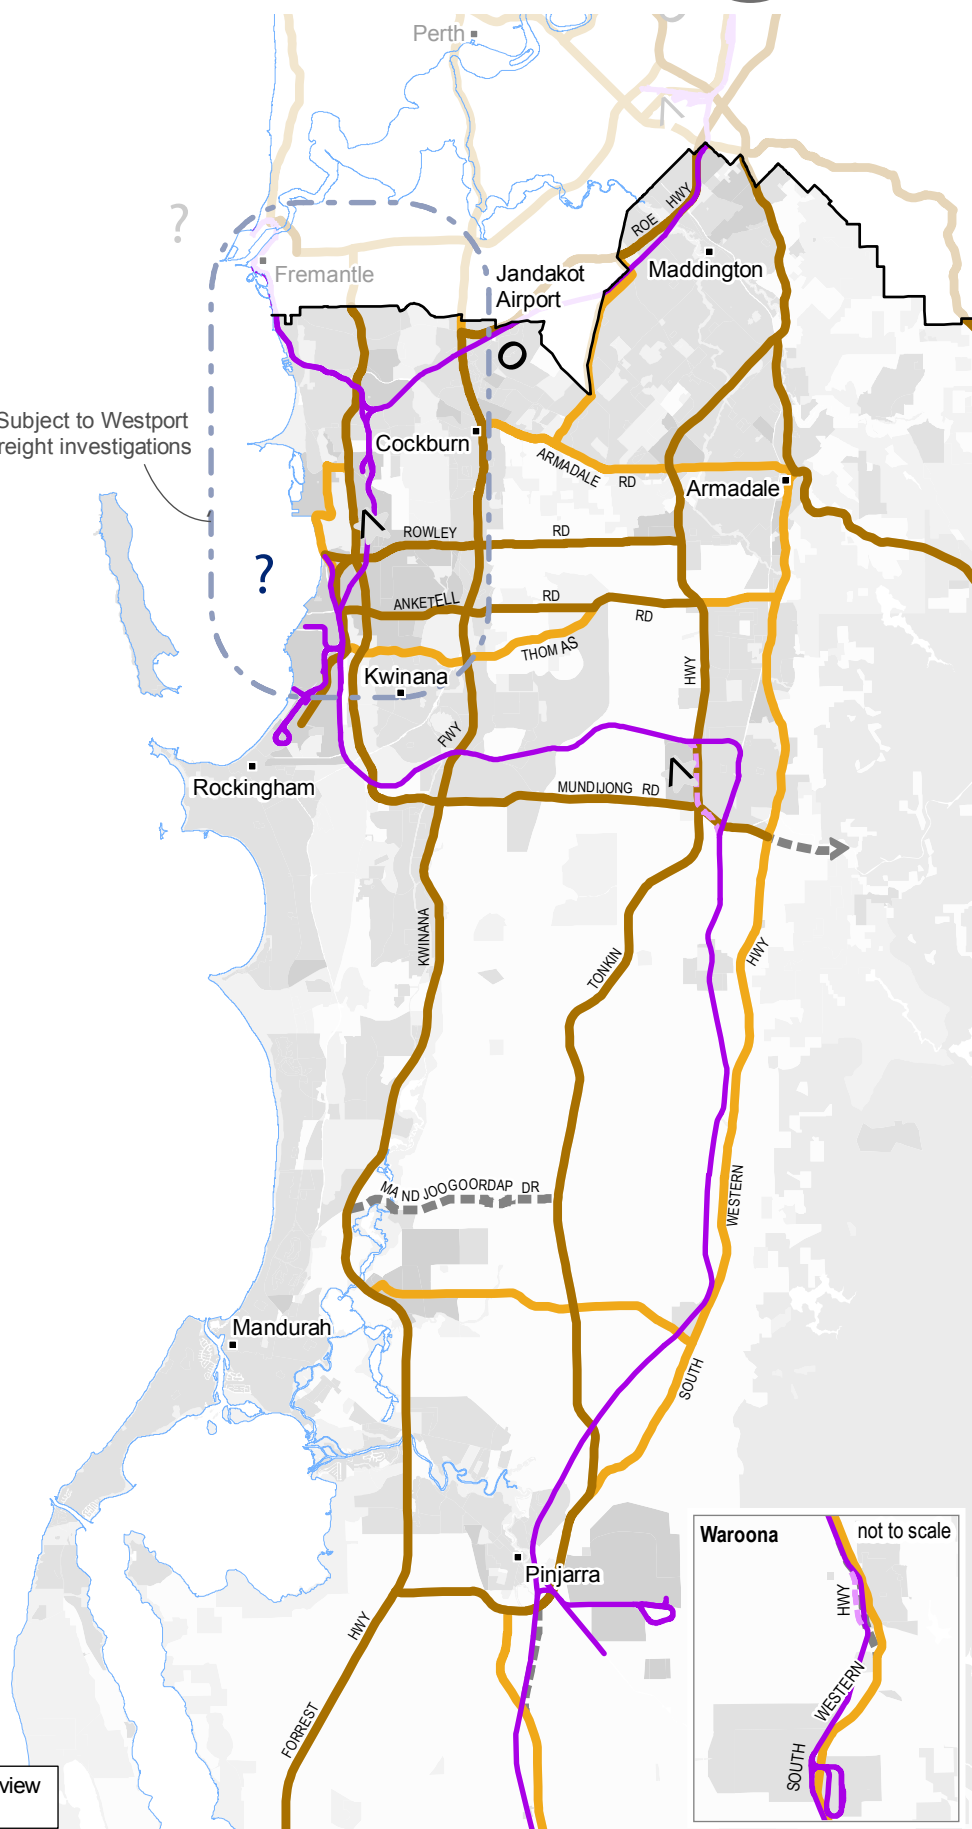 Perth
?
Fremantle
ROE HWY
Maddington
Jandakot
Airport
Subject to Westport
reight investigations
Cockburn
ARMADALE RD
Armadale
ROWLEY RD
?
ANKETELL RD
RD
THOMAS
HWY
Kwinana
FWY
Rockingham
MUNDIJONG RD
KWINANA
TONKIN
HWY
MANDJOOGOORDAP DR
WESTERN
Mandurah
SOUTH
Waroona
not to scale
Pinjarra
HWY
HWY
WESTERN
FORREST
SOUTH
view